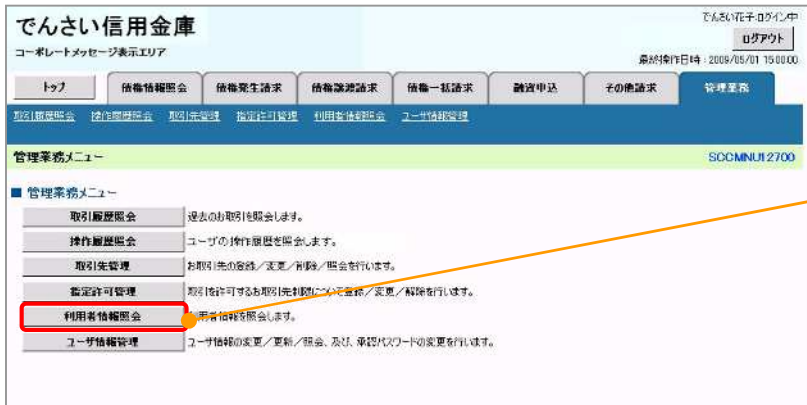 でんさい信用金庫
コーポレートメッセージ表示エリア
でんさい花子:ログイン中
ログアウト
最終操作日時:2009/05/01 15:00:00
トップ 債権情報照会 債権発生請求 債権譲渡請求 債権一括請求 融資申込 その他請求 管理業務
取引履歴照会 操作履歴照会 取引先管理 指定許可管理 利用者情報照会 ユーザ情報管理
管理業務メニュー SCCMNU12700
■ 管理業務メニュー
取引履歴照会 過去のお取引を照会します。
操作履歴照会 ユーザの操作履歴を照会します。
取引先管理 お取引先の登録/変更/削除/照会を行います。
指定許可管理 取引を許可するお取引先制限について登録/変更/解除を行います。
利用者情報照会 利用者情報を照会します。
ユーザ情報管理 ユーザ情報の変更/更新/照会、及び、承認パスワードの変更を行います。